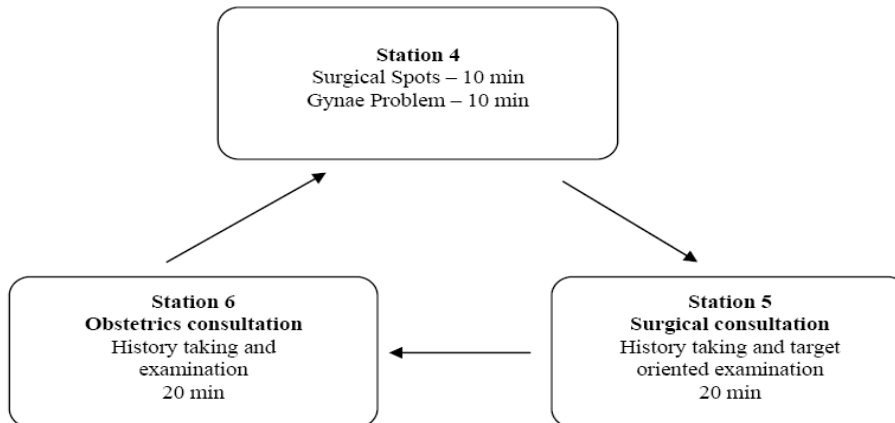 Station 4
Surgical Spots – 10 min
Gynae Problem – 10 min
Station 6
Obstetrics consultation
History taking and
examination
20 min
Station 5
Surgical consultation
History taking and target
oriented examination
20 min